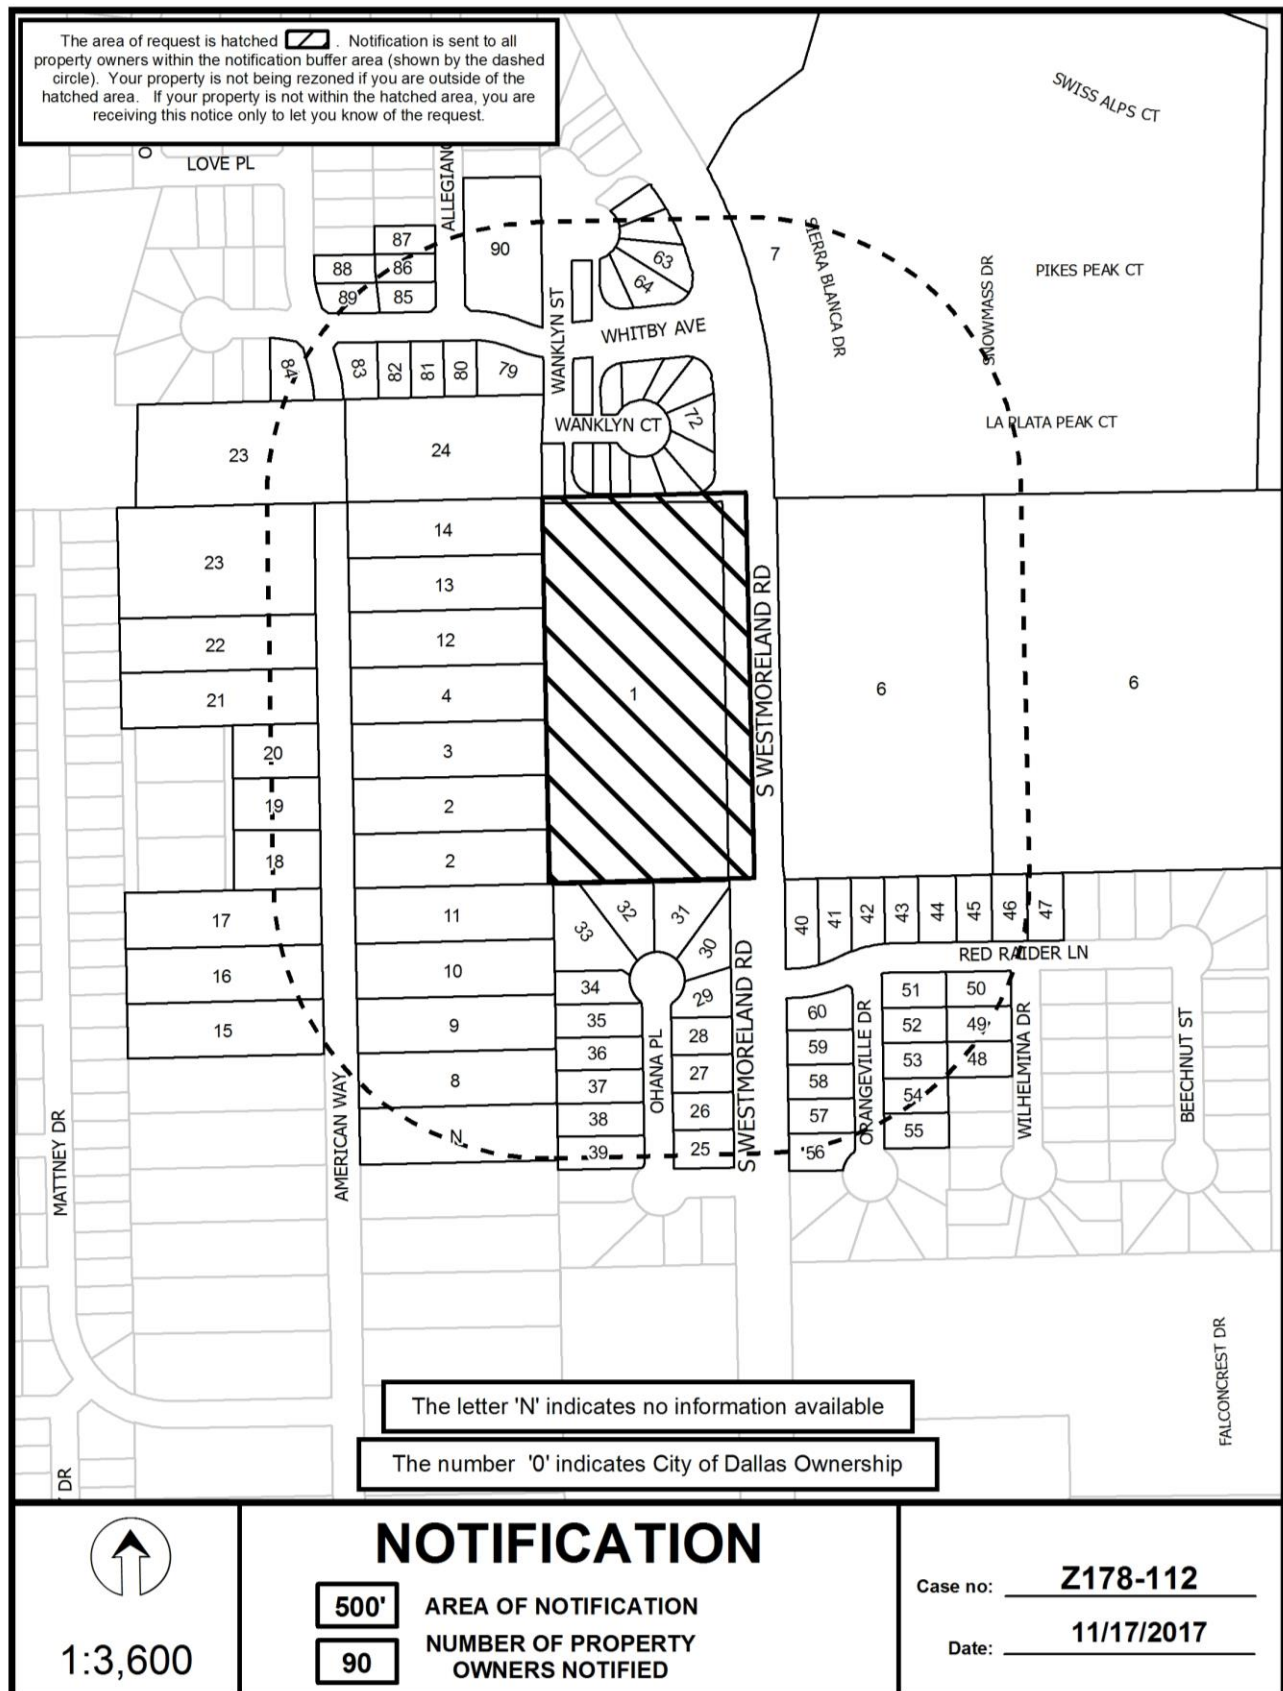 The area of request is hatched . Notification is sent to all
property owners within the notification buffer area (shown by the dashed
circle). Your property is not being rezoned if you are outside of the
hatched area. If your property is not within the hatched area, you are
receiving this notice only to let you know of the request.
SWISS ALPS CT
O
LOVE PL
ALLEGIANC
87
90
88
86
89
85
63
64
7
SIERRA BLANCA DR
SNOWMASS DR
PIKES PEAK CT
WANKLYN ST
WHITBY AVE
84
83
82
81
80
79
72
WANKLYN CT
LA PLATA PEAK CT
23
24
14
23
13
22
12
21
4
1
S WESTMORELAND RD
6
6
20
3
19
2
18
2
17
11
33
32
31
30
40
41
42
43
44
45
46
47
RED RAIDER LN
16
10
34
29
51
50
15
9
35
28
60
52
49
36
59
53
48
8
37
27
58
54
38
26
57
55
N
39
25
56
OHANA PL
S WESTMORELAND RD
ORANGEVILLE DR
WILHELMINA DR
BEECHNUT ST
MATTNEY DR
AMERICAN WAY
FALCONCREST DR
DR
The letter 'N' indicates no information available
The number '0' indicates City of Dallas Ownership
1:3,600
NOTIFICATION
500' AREA OF NOTIFICATION
90 NUMBER OF PROPERTY
OWNERS NOTIFIED
Case no: Z178-112
Date: 11/17/2017